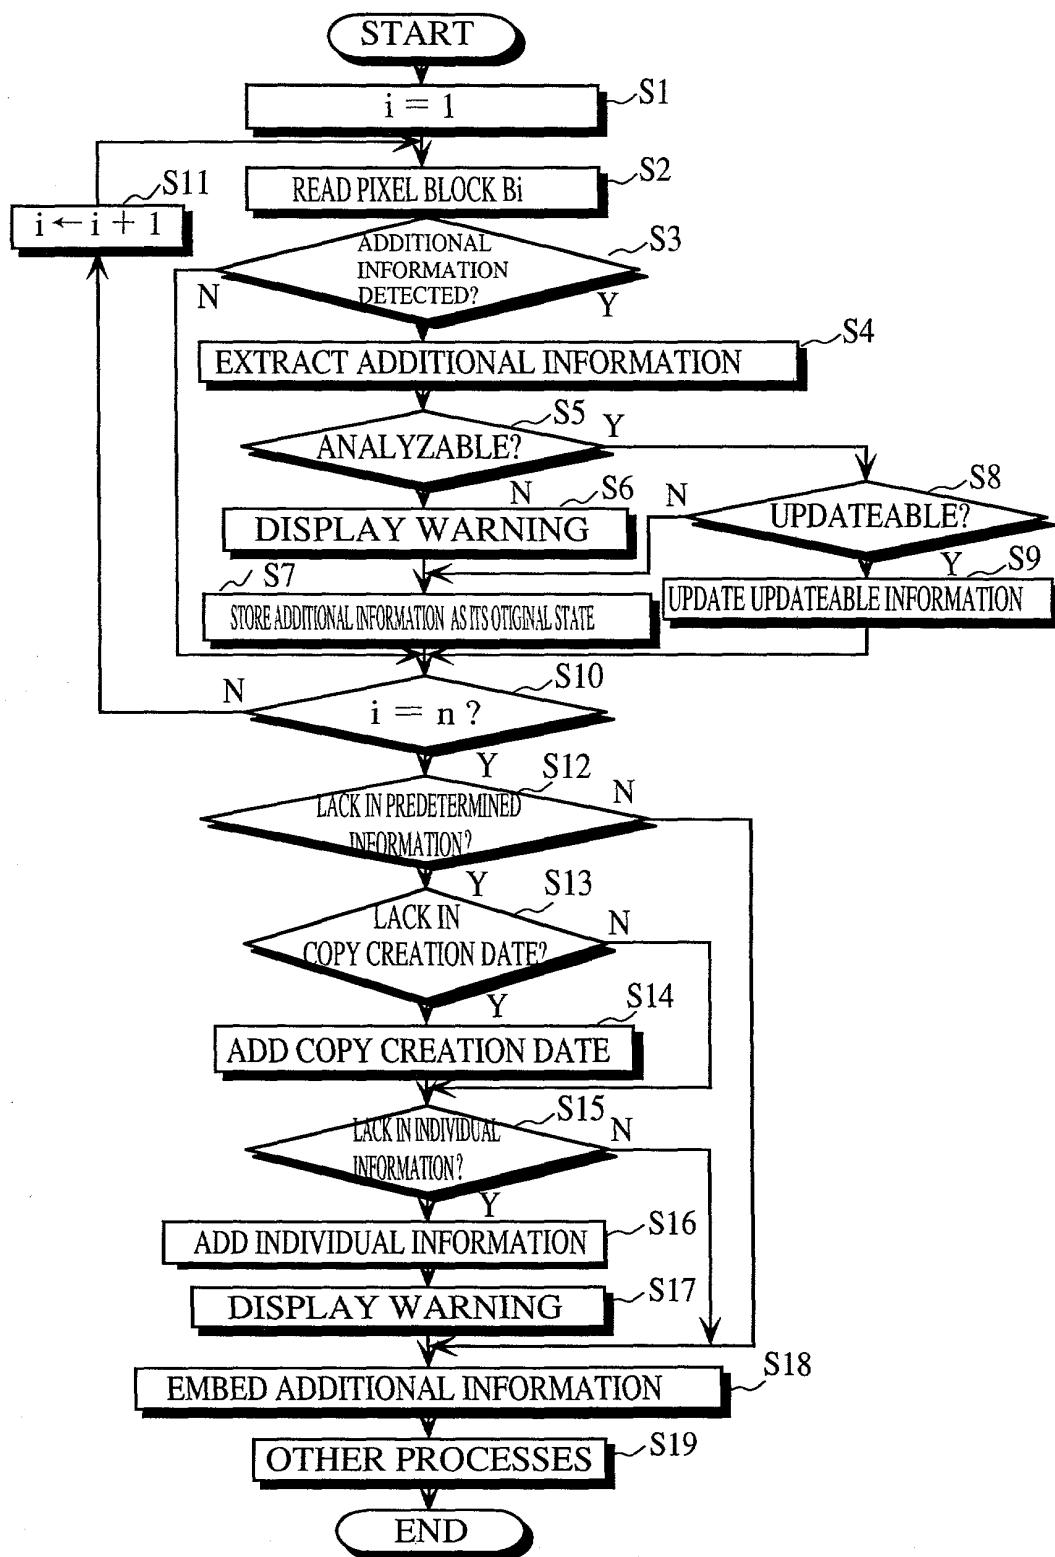 START
i = 1
S1
READ PIXEL BLOCK Bi
S2
S11
i ← i + 1
ADDITIONAL
INFORMATION
DETECTED?
S3
N
Y
EXTRACT ADDITIONAL INFORMATION
S4
ANALYZABLE?
S5
Y
N
DISPLAY WARNING
S6
UPDATEABLE?
S8
N
Y
S7
STORE ADDITIONAL INFORMATION AS ITS OTIGINAL STATE
UPDATE UPDATEABLE INFORMATION
S9
i = n ?
S10
N
Y
LACK IN PREDETERMINED
INFORMATION?
S12
N
Y
LACK IN
COPY CREATION DATE?
S13
N
Y
ADD COPY CREATION DATE
S14
LACK IN INDIVIDUAL
INFORMATION?
S15
N
Y
ADD INDIVIDUAL INFORMATION
S16
DISPLAY WARNING
S17
EMBED ADDITIONAL INFORMATION
S18
OTHER PROCESSES
S19
END